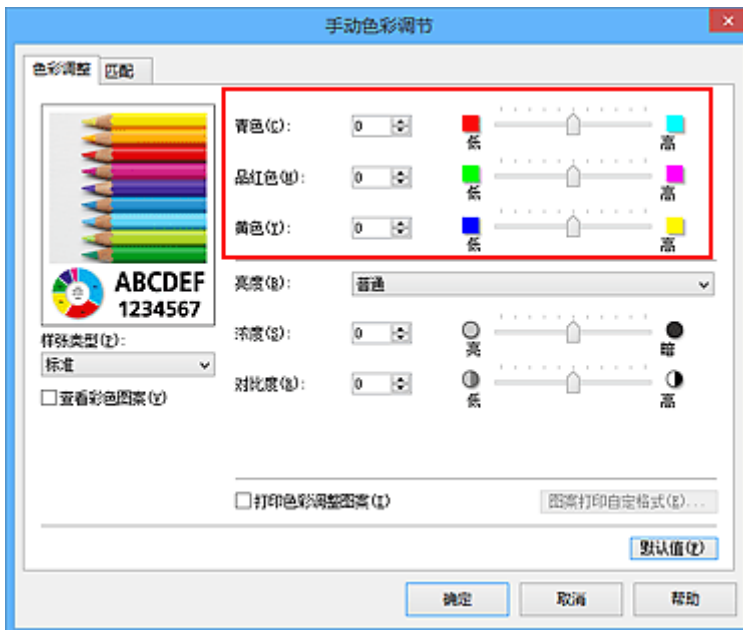 手动色彩调节
色彩调整 匹配
青色(C): 0 低 高
品红色(M): 0 低 高
黄色(Y): 0 低 高
ABCDEF
1234567
亮度(B): 普通
样张类型(P):
标准
浓度(S): 0 亮 暗
查看彩色图案(V)
对比度(R): 0 低 高
打印色彩调整图案(I) 图案打印自定格式(E)...
默认值(F)
确定 取消 帮助